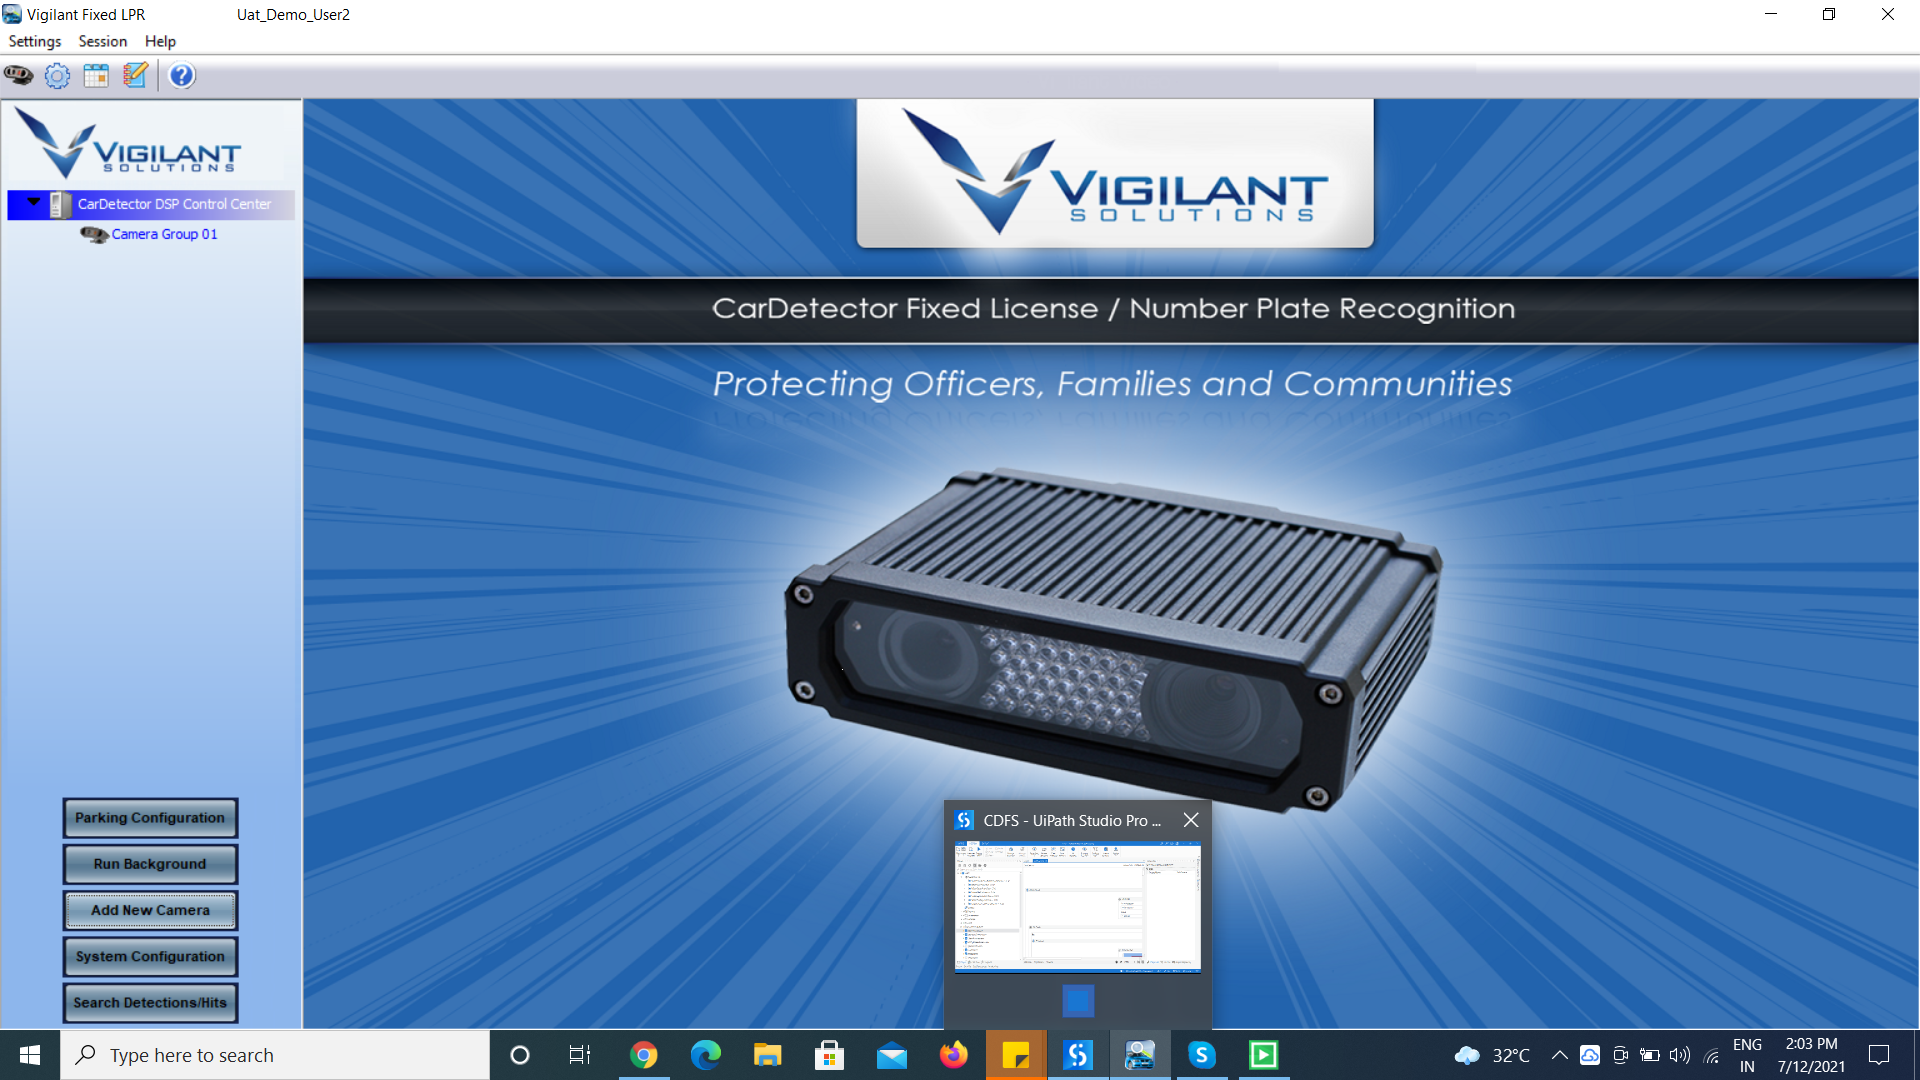 Vigilant Fixed LPR Uat_Demo_User2
Settings Session Help
VIGILANT
SOLUTIONS
CarDetector DSP Control Center
Camera Group 01
VIGILANT
SOLUTIONS
CarDetector Fixed License / Number Plate Recognition
Protecting Officers, Families and Communities
Parking Configuration
Run Background
Add New Camera
System Configuration
Search Detections/Hits
CDFS - UiPath Studio Pro ...
Type here to search
32°C
ENG
IN
2:03 PM
7/12/2021